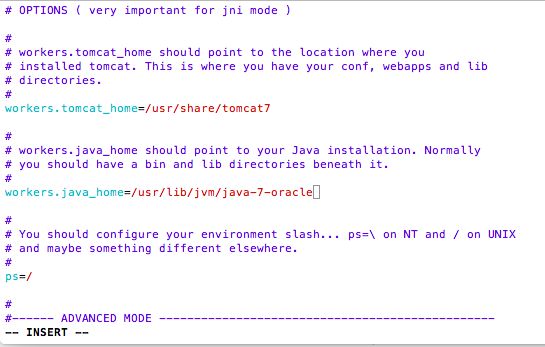 # OPTIONS ( very important for jni mode )
#
# workers.tomcat_home should point to the location where you
# installed tomcat. This is where you have your conf, webapps and lib
# directories.
#
workers.tomcat_home=/usr/share/tomcat7
#
# workers.java_home should point to your Java installation. Normally
# you should have a bin and lib directories beneath it.
#
workers.java_home=/usr/lib/jvm/java-7-oracle
#
# You should configure your environment slash... ps=\ on NT and / on UNIX
# and maybe something different elsewhere.
#
ps=/
#
#------ ADVANCED MODE ------------------------------------------------
-- INSERT --